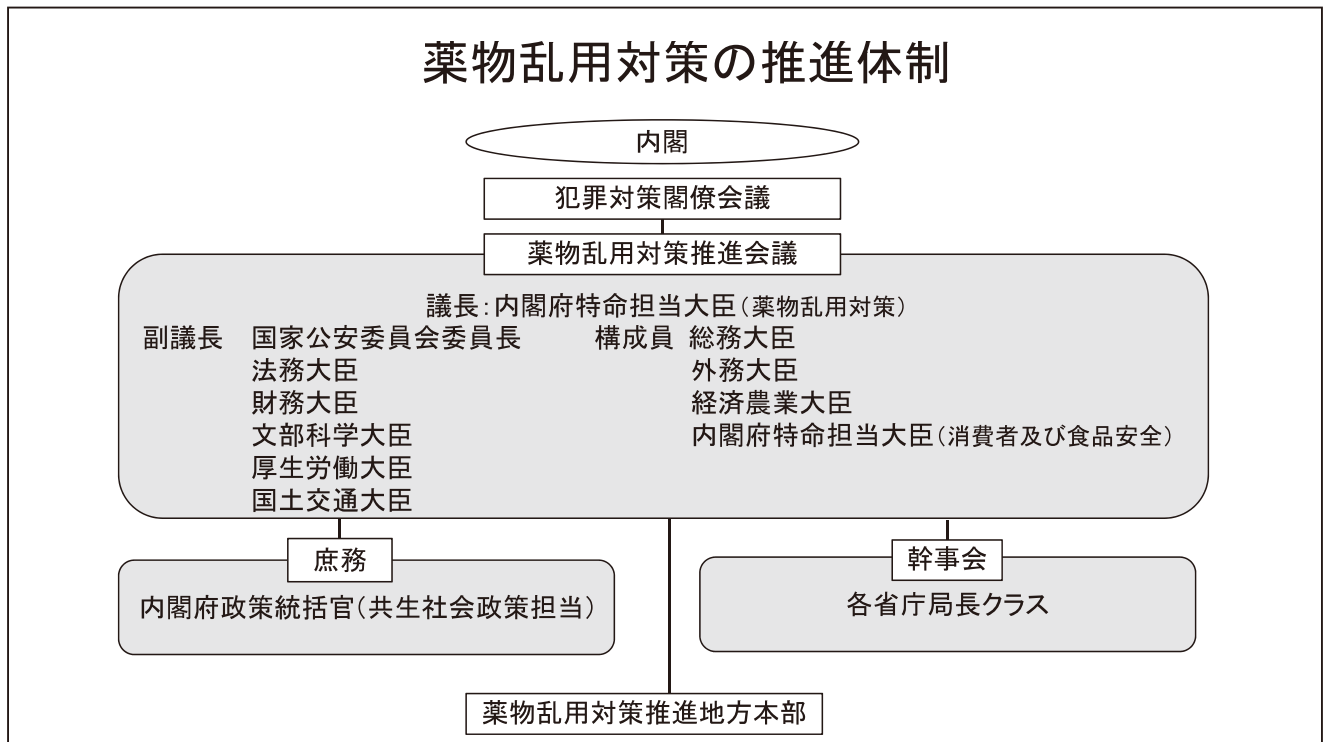 薬物乱用対策の推進体制
内閣
犯罪対策閣僚会議
薬物乱用対策推進会議
議長:内閣府特命担当大臣(薬物乱用対策)
副議長 国家公安委員会委員長 構成員 総務大臣
法務大臣 外務大臣
財務大臣 経済農業大臣
文部科学大臣 内閣府特命担当大臣(消費者及び食品安全)
厚生労働大臣
国土交通大臣
庶務
内閣府政策統括官(共生社会政策担当)
幹事会
各省庁局長クラス
薬物乱用対策推進地方本部